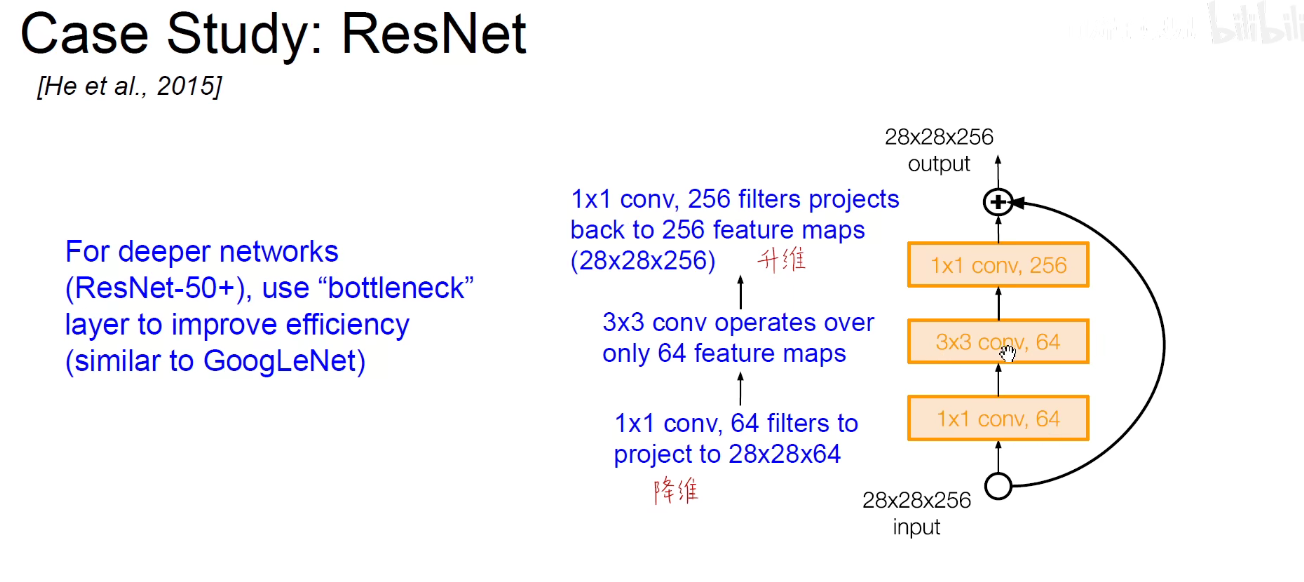 Case Study: ResNet
[He et al., 2015]
For deeper networks
(ResNet-50+), use “bottleneck”
layer to improve efficiency
(similar to GoogLeNet)
1x1 conv, 256 filters projects
back to 256 feature maps
(28x28x256) 升维
3x3 conv operates over
only 64 feature maps
1x1 conv, 64 filters to
project to 28x28x64
降维
28x28x256
output
1x1 conv, 256
3x3 conv, 64
1x1 conv, 64
28x28x256
input
bilibili